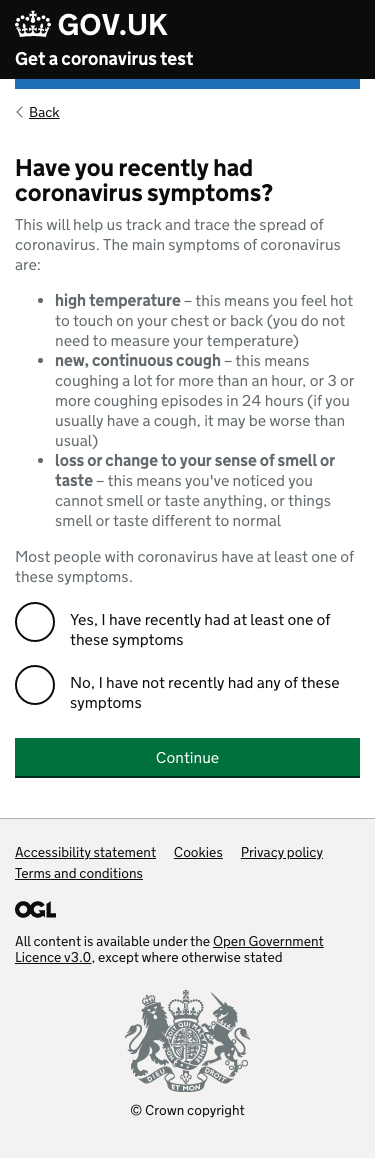 GOV.UK
Get a coronavirus test
Back
Have you recently had
coronavirus symptoms?
This will help us track and trace the spread of
coronavirus. The main symptoms of coronavirus
are:
• high temperature – this means you feel hot
to touch on your chest or back (you do not
need to measure your temperature)
• new, continuous cough – this means
coughing a lot for more than an hour, or 3 or
more coughing episodes in 24 hours (if you
usually have a cough, it may be worse than
usual)
• loss or change to your sense of smell or
taste – this means you've noticed you
cannot smell or taste anything, or things
smell or taste different to normal
Most people with coronavirus have at least one of
these symptoms.
Yes, I have recently had at least one of
these symptoms
No, I have not recently had any of these
symptoms
Continue
Accessibility statement Cookies Privacy policy
Terms and conditions
OGL
All content is available under the Open Government
Licence v3.0, except where otherwise stated
DIEU ET MON DROIT
© Crown copyright